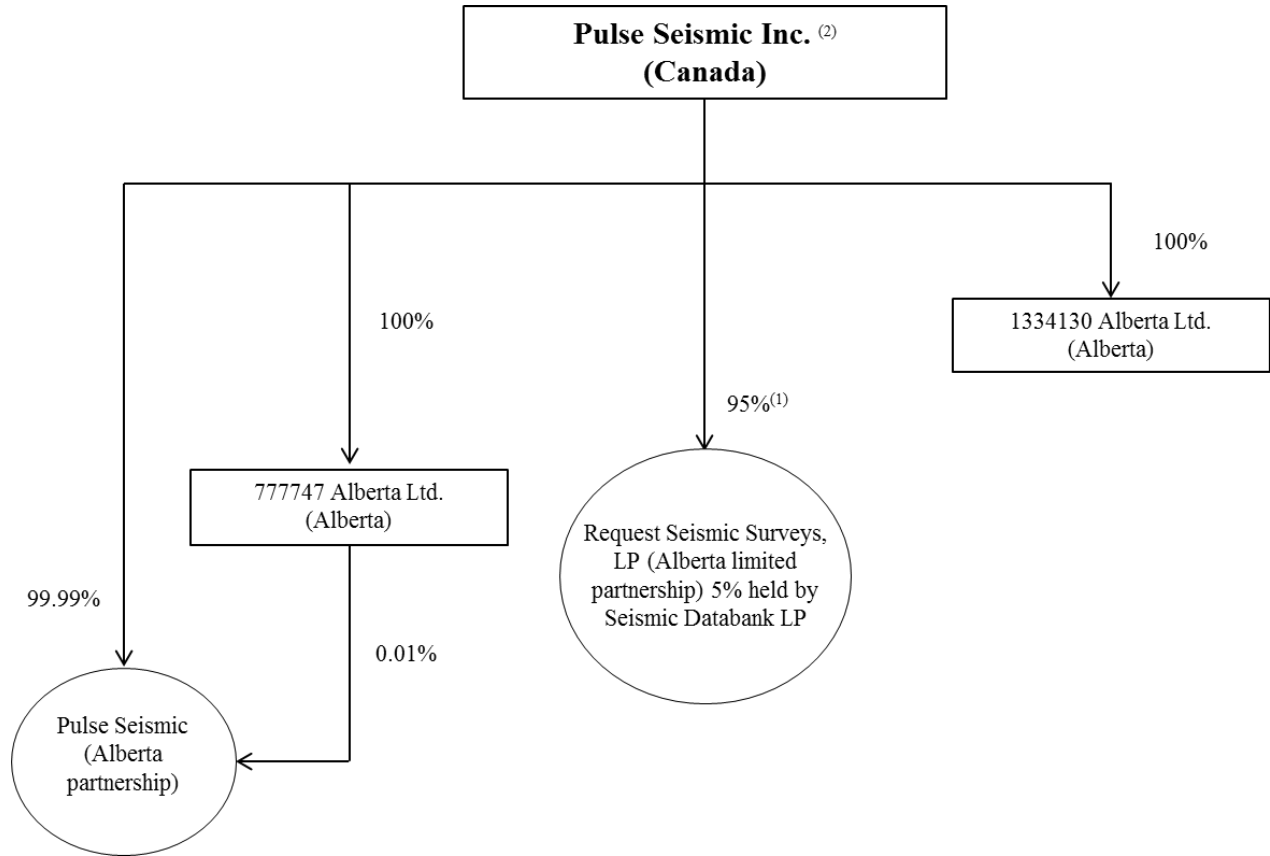 Pulse Seismic Inc. (2)
(Canada)
100%
1334130 Alberta Ltd.
(Alberta)
100%
95%(1)
777747 Alberta Ltd.
(Alberta)
Request Seismic Surveys,
LP (Alberta limited
partnership) 5% held by
Seismic Databank LP
99.99%
0.01%
Pulse Seismic
(Alberta
partnership)